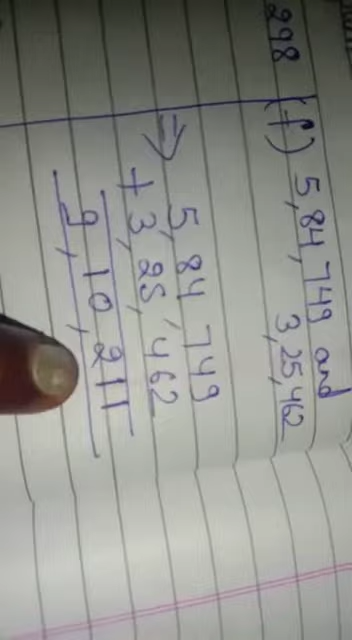 298 (f) 5,84,749 and
3,25,462
⇒ 5,84,749
+ 3,25,462
9,10,211